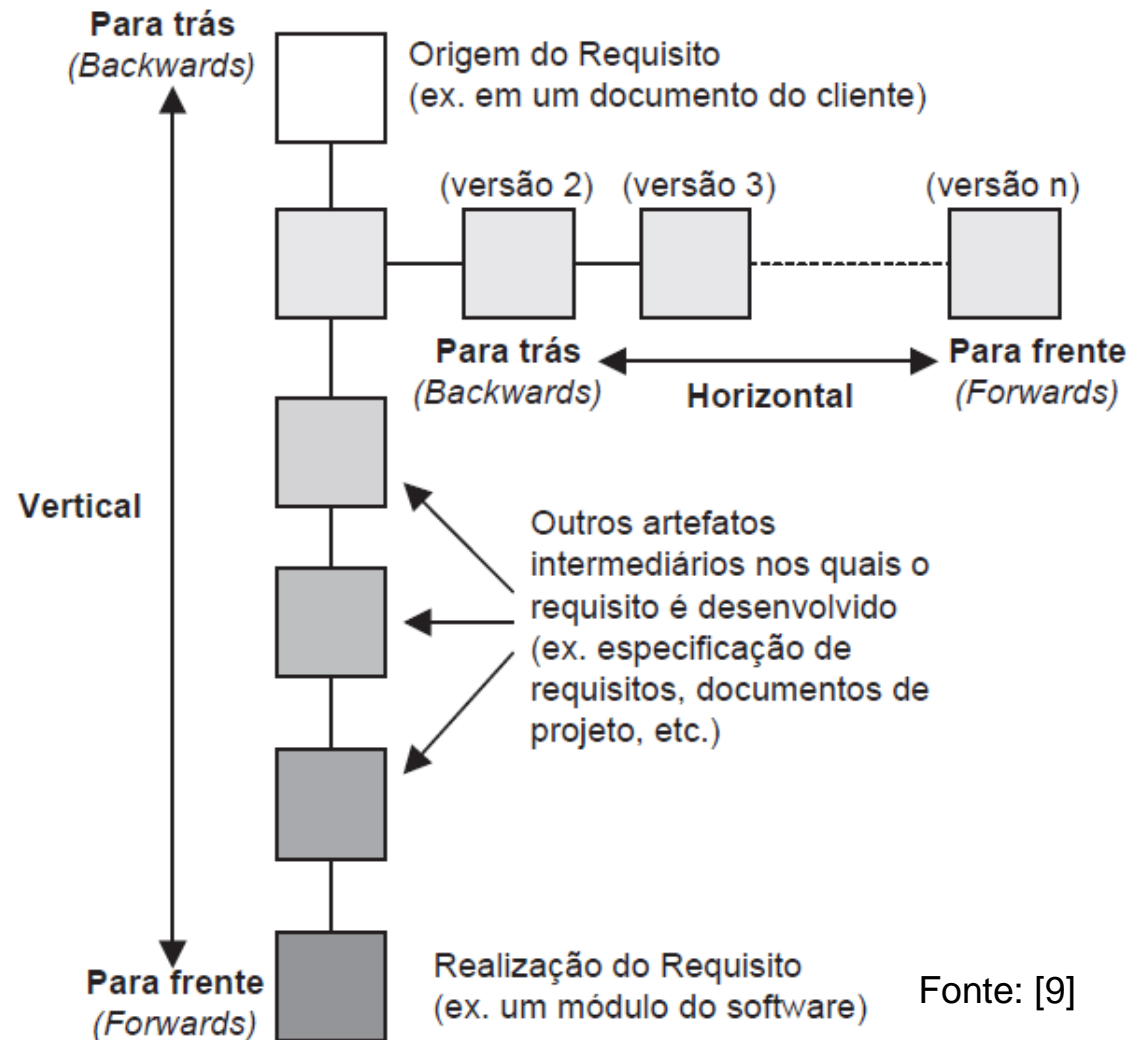 Para trás
(Backwards)
Origem do Requisito
(ex. em um documento do cliente)
(versão 2)
(versão 3)
(versão n)
Para trás
(Backwards)
Horizontal
Para frente
(Forwards)
Vertical
Outros artefatos
intermediários nos quais o
requisito é desenvolvido
(ex. especificação de
requisitos, documentos de
projeto, etc.)
Para frente
(Forwards)
Realização do Requisito
(ex. um módulo do software)
Fonte: [9]